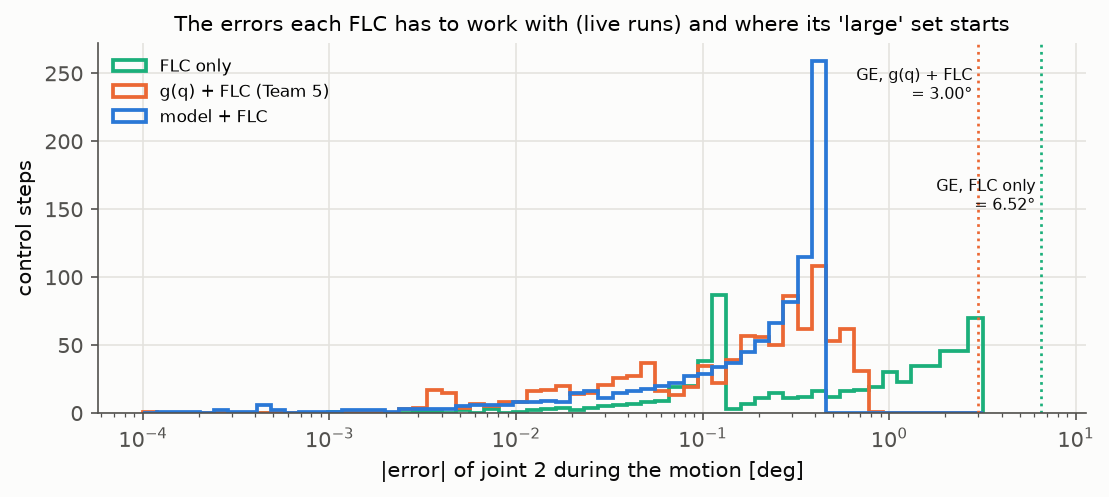 The errors each FLC has to work with (live runs) and where its 'large' set starts
FLC only
g(q) + FLC (Team 5)
model + FLC
GE, g(q) + FLC
= 3.00°
GE, FLC only
= 6.52°
control steps
250
200
150
100
50
0
10⁻⁴
10⁻³
10⁻²
10⁻¹
10⁰
10¹
|error| of joint 2 during the motion [deg]